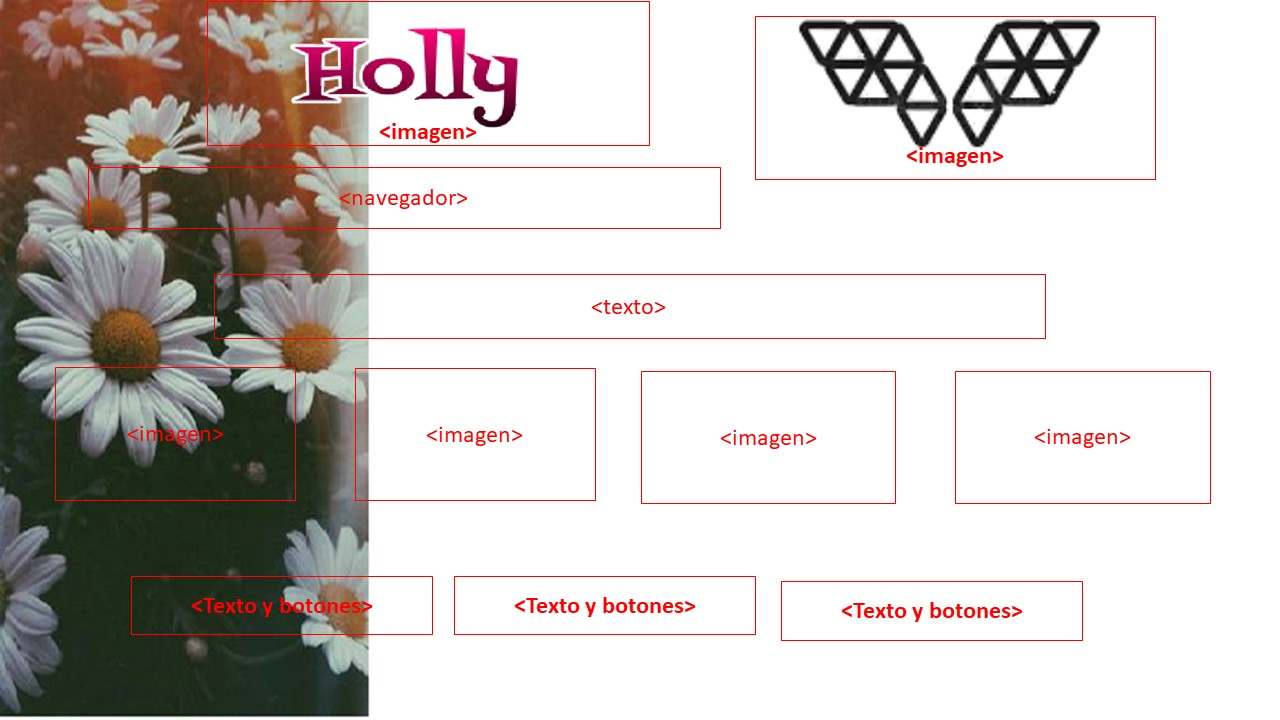 Holly
<imagen>
<imagen>
<navegador>
<texto>
<imagen>
<imagen>
<imagen>
<imagen>
<Texto y botones>
<Texto y botones>
<Texto y botones>